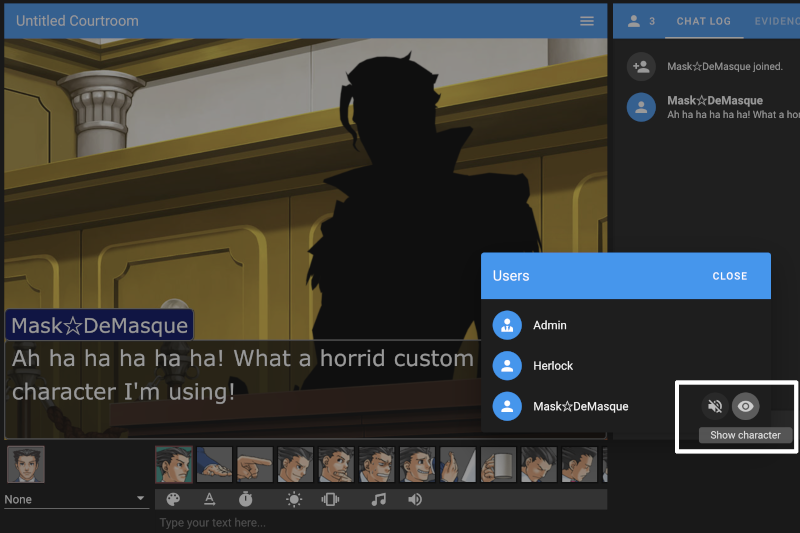 Untitled Courtroom
3
CHAT LOG
EVIDENC
Mask☆DeMasque joined.
Mask☆DeMasque
Ah ha ha ha ha ha! What a hor
Users
CLOSE
Admin
Herlock
Mask☆DeMasque
Show character
Mask☆DeMasque
Ah ha ha ha ha ha! What a horrid custom
character I'm using!
None
Type your text here...